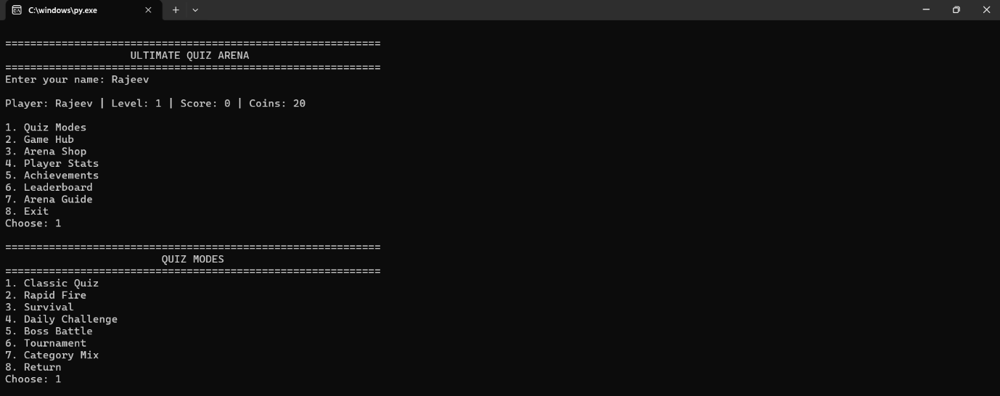 C:\windows\py.exe
============================================================
ULTIMATE QUIZ ARENA
============================================================
Enter your name: Rajeev
Player: Rajeev | Level: 1 | Score: 0 | Coins: 20
1. Quiz Modes
2. Game Hub
3. Arena Shop
4. Player Stats
5. Achievements
6. Leaderboard
7. Arena Guide
8. Exit
Choose: 1
============================================================
QUIZ MODES
============================================================
1. Classic Quiz
2. Rapid Fire
3. Survival
4. Daily Challenge
5. Boss Battle
6. Tournament
7. Category Mix
8. Return
Choose: 1